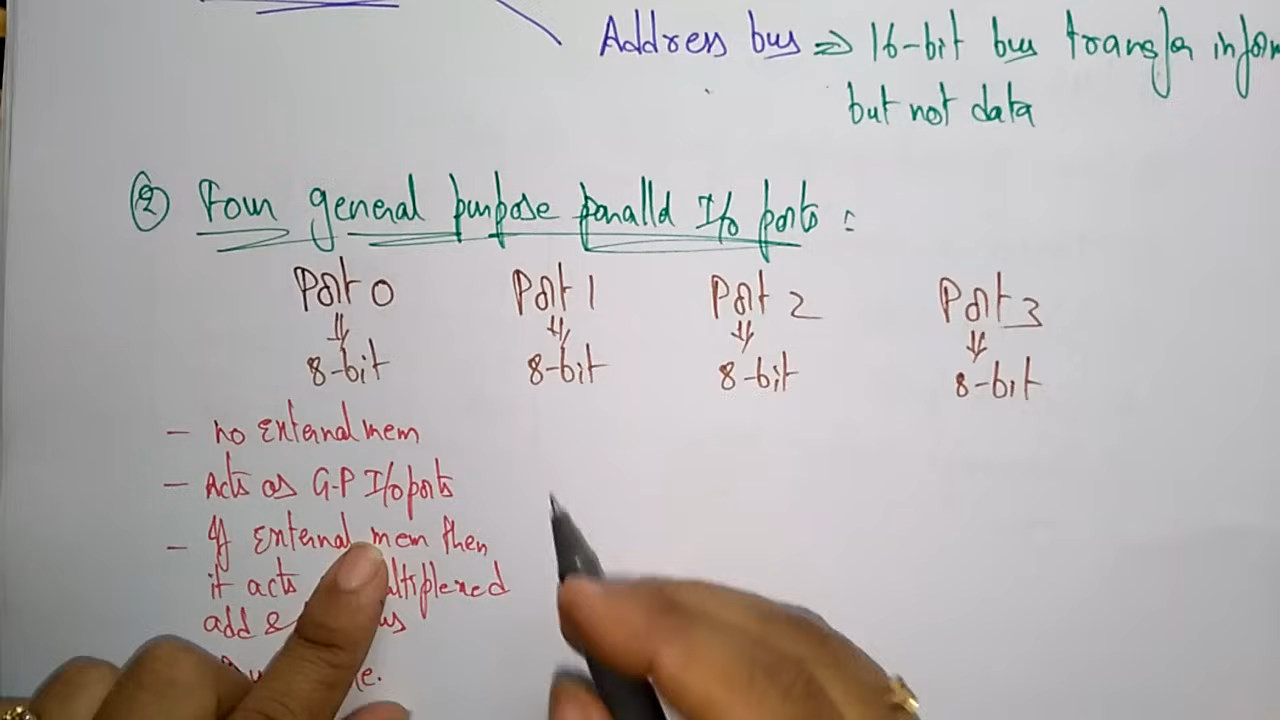 Address bus ⇒ 16-bit bus transfer inform
but not data
② Four general purpose parallel I/o ports :
Port 0 Port 1 Port 2 Port 3
8-bit 8-bit 8-bit 8-bit
- no External mem
- Acts as G-P I/o ports
- If External mem then
it acts multiplexed
add &